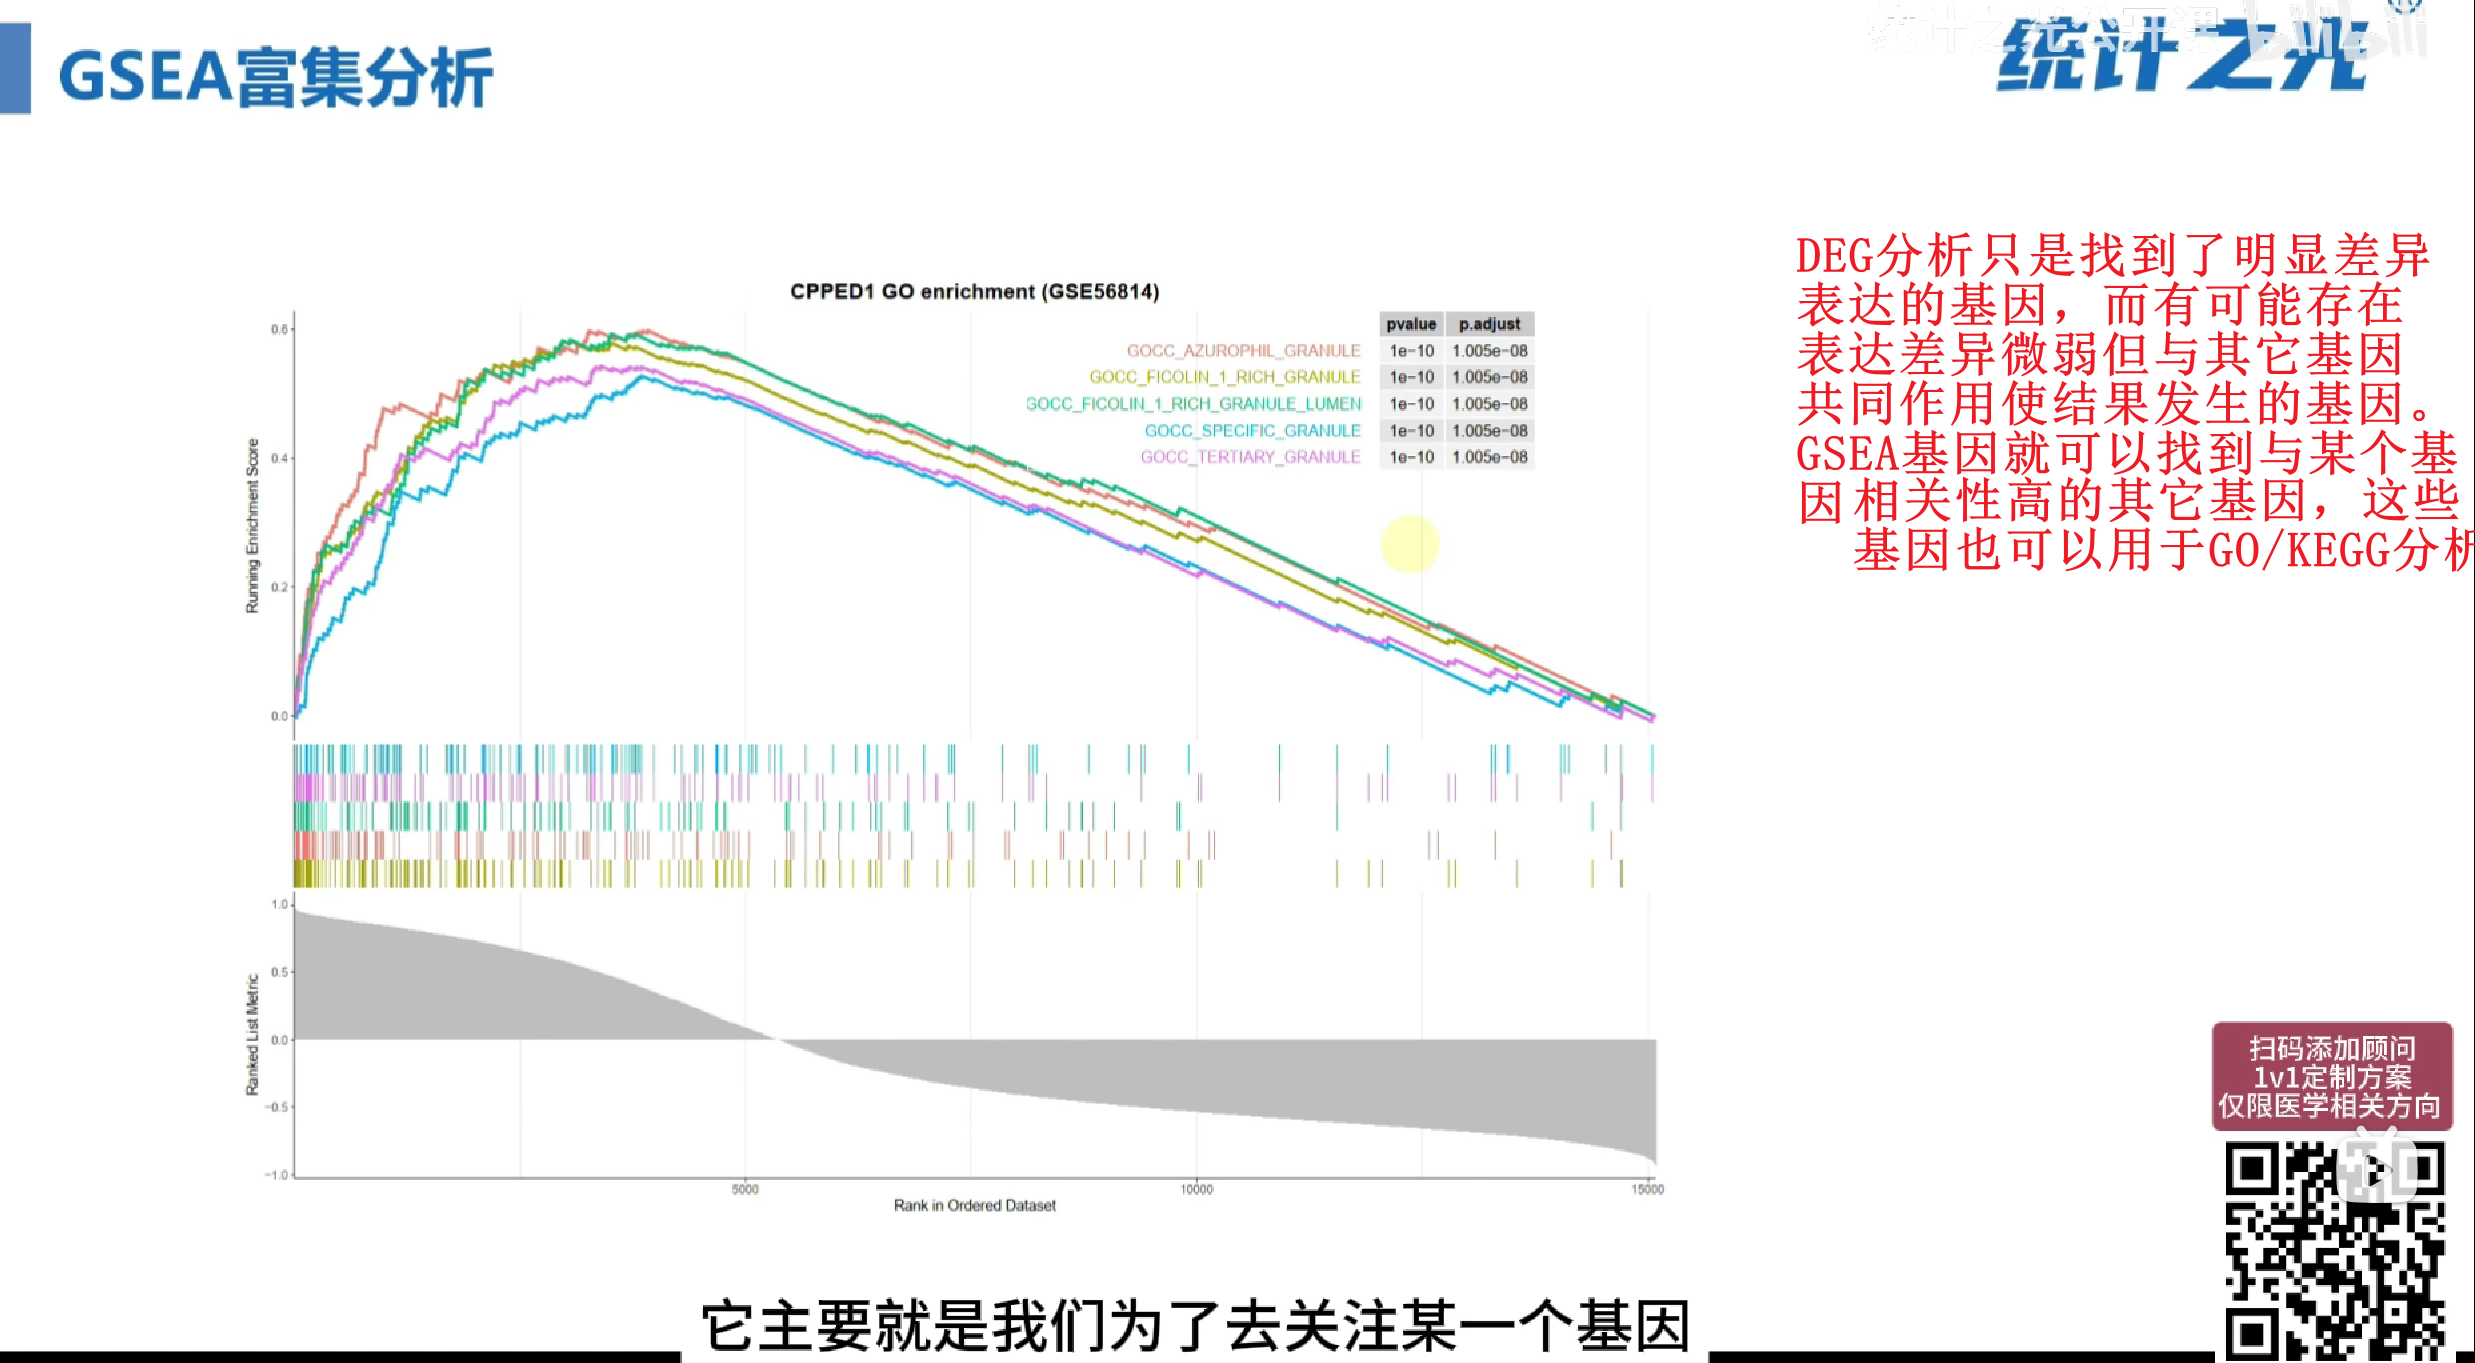 GSEA富集分析
统计之光公开课
bilibili
统计之光
CPPED1 GO enrichment (GSE56814)
pvalue p.adjust
GOCC_AZUROPHIL_GRANULE 1e-10 1.005e-08
GOCC_FICOLIN_1_RICH_GRANULE 1e-10 1.005e-08
GOCC_FICOLIN_1_RICH_GRANULE_LUMEN 1e-10 1.005e-08
GOCC_SPECIFIC_GRANULE 1e-10 1.005e-08
GOCC_TERTIARY_GRANULE 1e-10 1.005e-08
Running Enrichment Score
0.6
0.4
0.2
0.0
Ranked List Metric
1.0
0.5
0.0
-0.5
-1.0
5000 10000 15000
Rank in Ordered Dataset
DEG分析只是找到了明显差异
表达的基因，而有可能存在
表达差异微弱但与其它基因
共同作用使结果发生的基因。
GSEA基因就可以找到与某个基
因相关性高的其它基因，这些
基因也可以用于GO/KEGG分析
扫码添加顾问
1v1定制方案
仅限医学相关方向
它主要就是我们为了去关注某一个基因